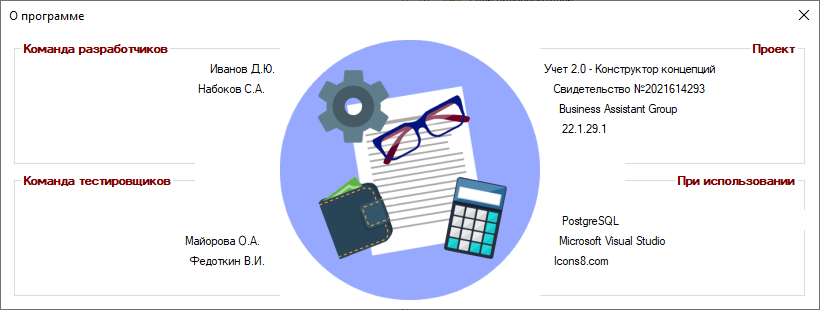 О программе
Команда разработчиков
Иванов Д.Ю.
Набоков С.А.
Проект
Учет 2.0 - Конструктор концепций
Свидетельство №2021614293
Business Assistant Group
22.1.29.1
Команда тестировщиков
Майорова О.А.
Федоткин В.И.
При использовании
PostgreSQL
Microsoft Visual Studio
Icons8.com